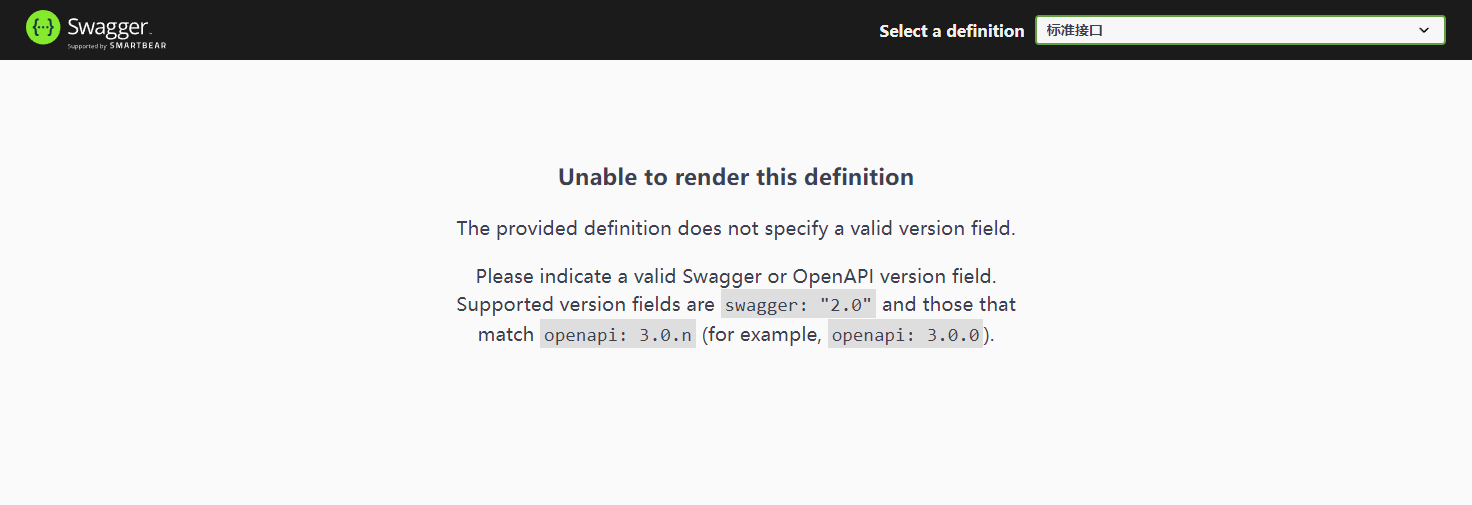 {··} Swagger
Supported by SMARTBEAR
Select a definition
标准接口
Unable to render this definition
The provided definition does not specify a valid version field.
Please indicate a valid Swagger or OpenAPI version field.
Supported version fields are swagger: "2.0" and those that
match openapi: 3.0.n (for example, openapi: 3.0.0).